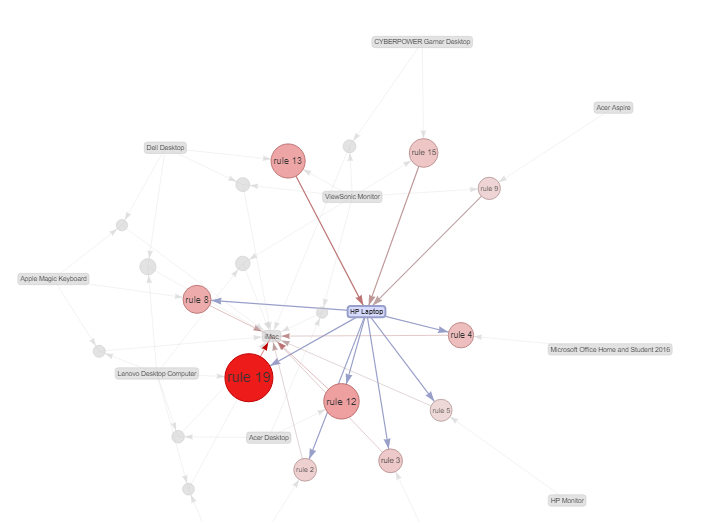 CYBERPOWER Gamer Desktop
Acer Aspire
Dell Desktop
rule 13
rule 15
rule 9
ViewSonic Monitor
Apple Magic Keyboard
rule 8
HP Laptop
iMac
rule 4
Microsoft Office Home and Student 2016
Lenovo Desktop Computer
rule 19
rule 12
rule 5
Acer Desktop
rule 2
rule 3
HP Monitor